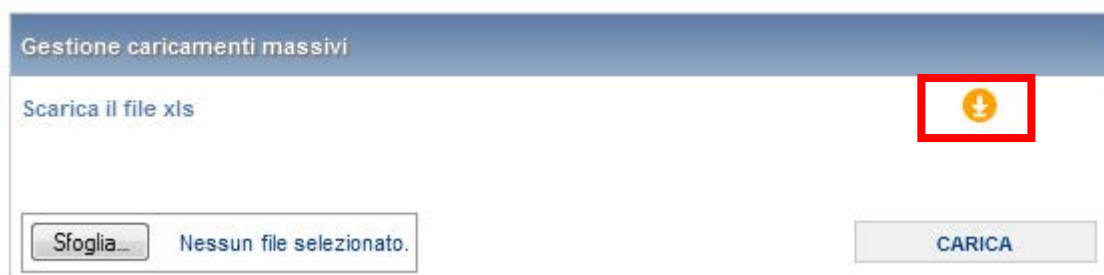 Gestione caricamenti massivi
Scarica il file xls
Sfoglia... Nessun file selezionato. CARICA